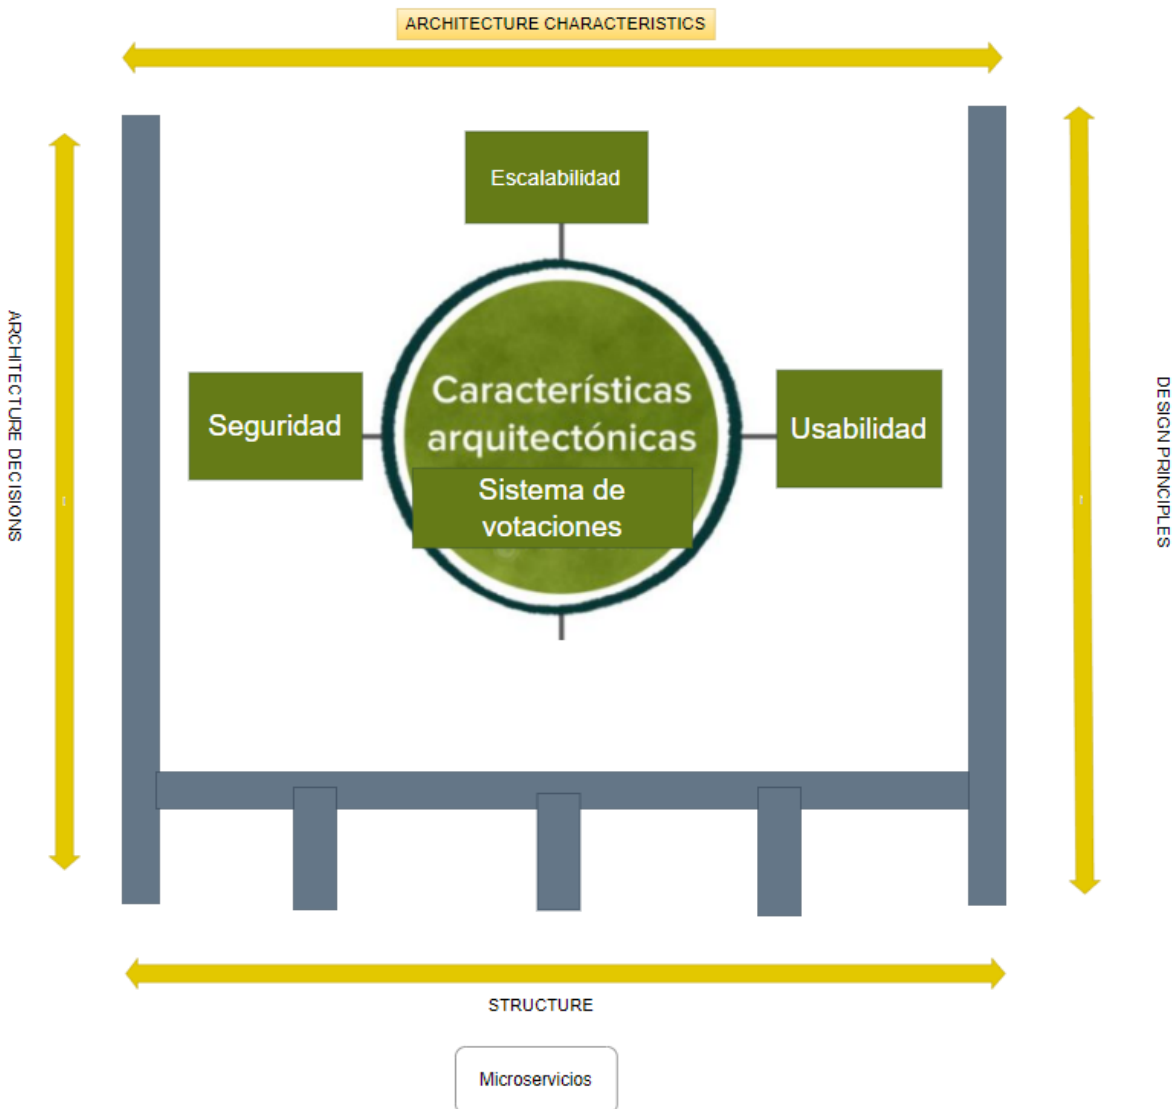 ARCHITECTURE CHARACTERISTICS
Escalabilidad
ARCHITECTURE DECISIONS
Seguridad
Características
arquitectónicas
Sistema de
votaciones
Usabilidad
DESIGN PRINCIPLES
STRUCTURE
Microservicios